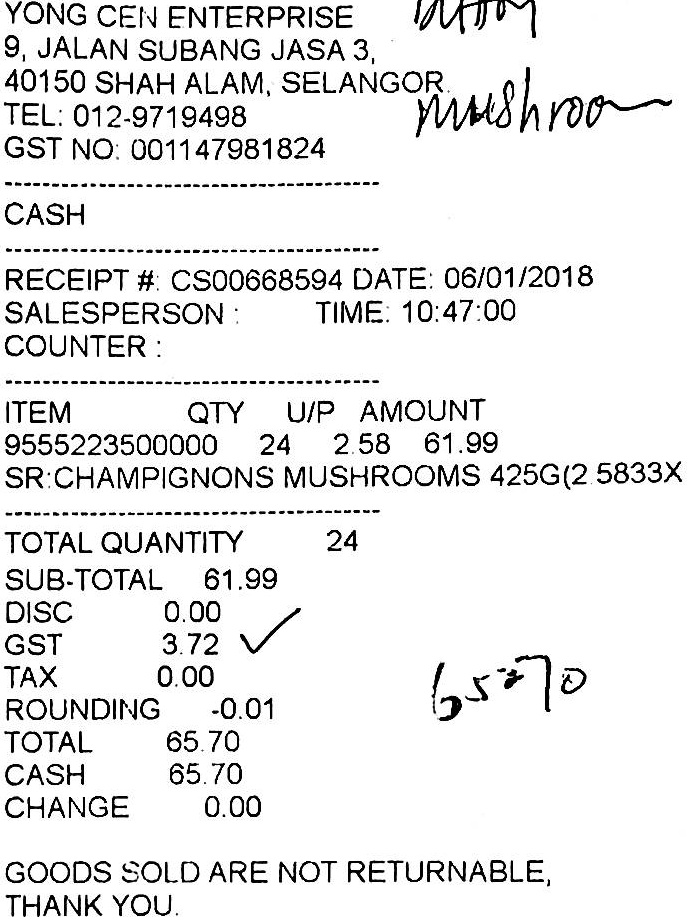 YONG CEN ENTERPRISE
9, JALAN SUBANG JASA 3,
40150 SHAH ALAM, SELANGOR.
mushroom
TEL: 012-9719498
GST NO: 001147981824
----------------------------------------
CASH
----------------------------------------
RECEIPT #: CS00668594 DATE: 06/01/2018
SALESPERSON : TIME: 10:47:00
COUNTER :
----------------------------------------
ITEM QTY U/P AMOUNT
9555223500000 24 2.58 61.99
SR:CHAMPIGNONS MUSHROOMS 425G(2.5833X
----------------------------------------
TOTAL QUANTITY 24
SUB-TOTAL 61.99
DISC 0.00
GST 3.72 ✓
TAX 0.00
65.70
ROUNDING -0.01
TOTAL 65.70
CASH 65.70
CHANGE 0.00
GOODS SOLD ARE NOT RETURNABLE,
THANK YOU.